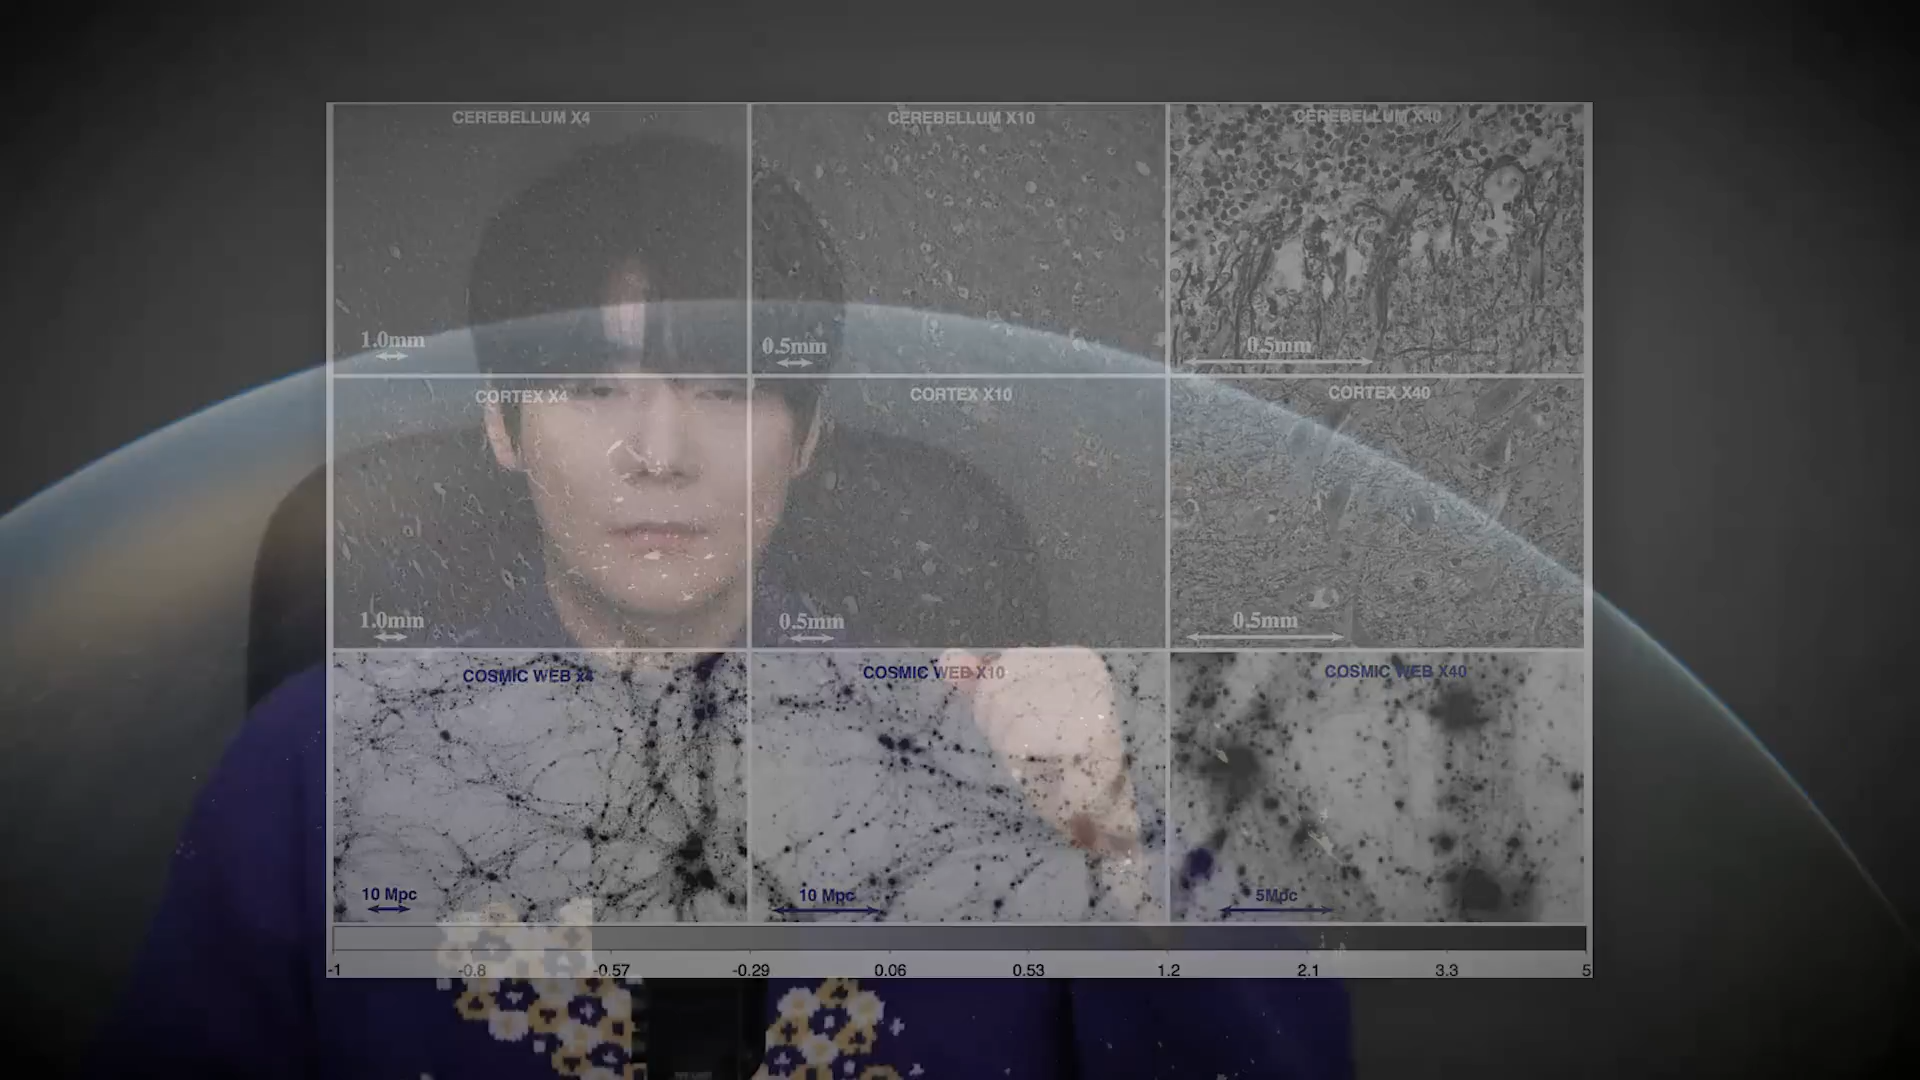 CEREBELLUM X4
CEREBELLUM X10
CEREBELLUM X40
1.0mm
0.5mm
0.5mm
CORTEX X4
CORTEX X10
CORTEX X40
1.0mm
0.5mm
0.5mm
COSMIC WEB x4
COSMIC WEB X10
COSMIC WEB X40
10 Mpc
10 Mpc
5Mpc
-1 -0.8 -0.57 -0.29 0.06 0.53 1.2 2.1 3.3 5